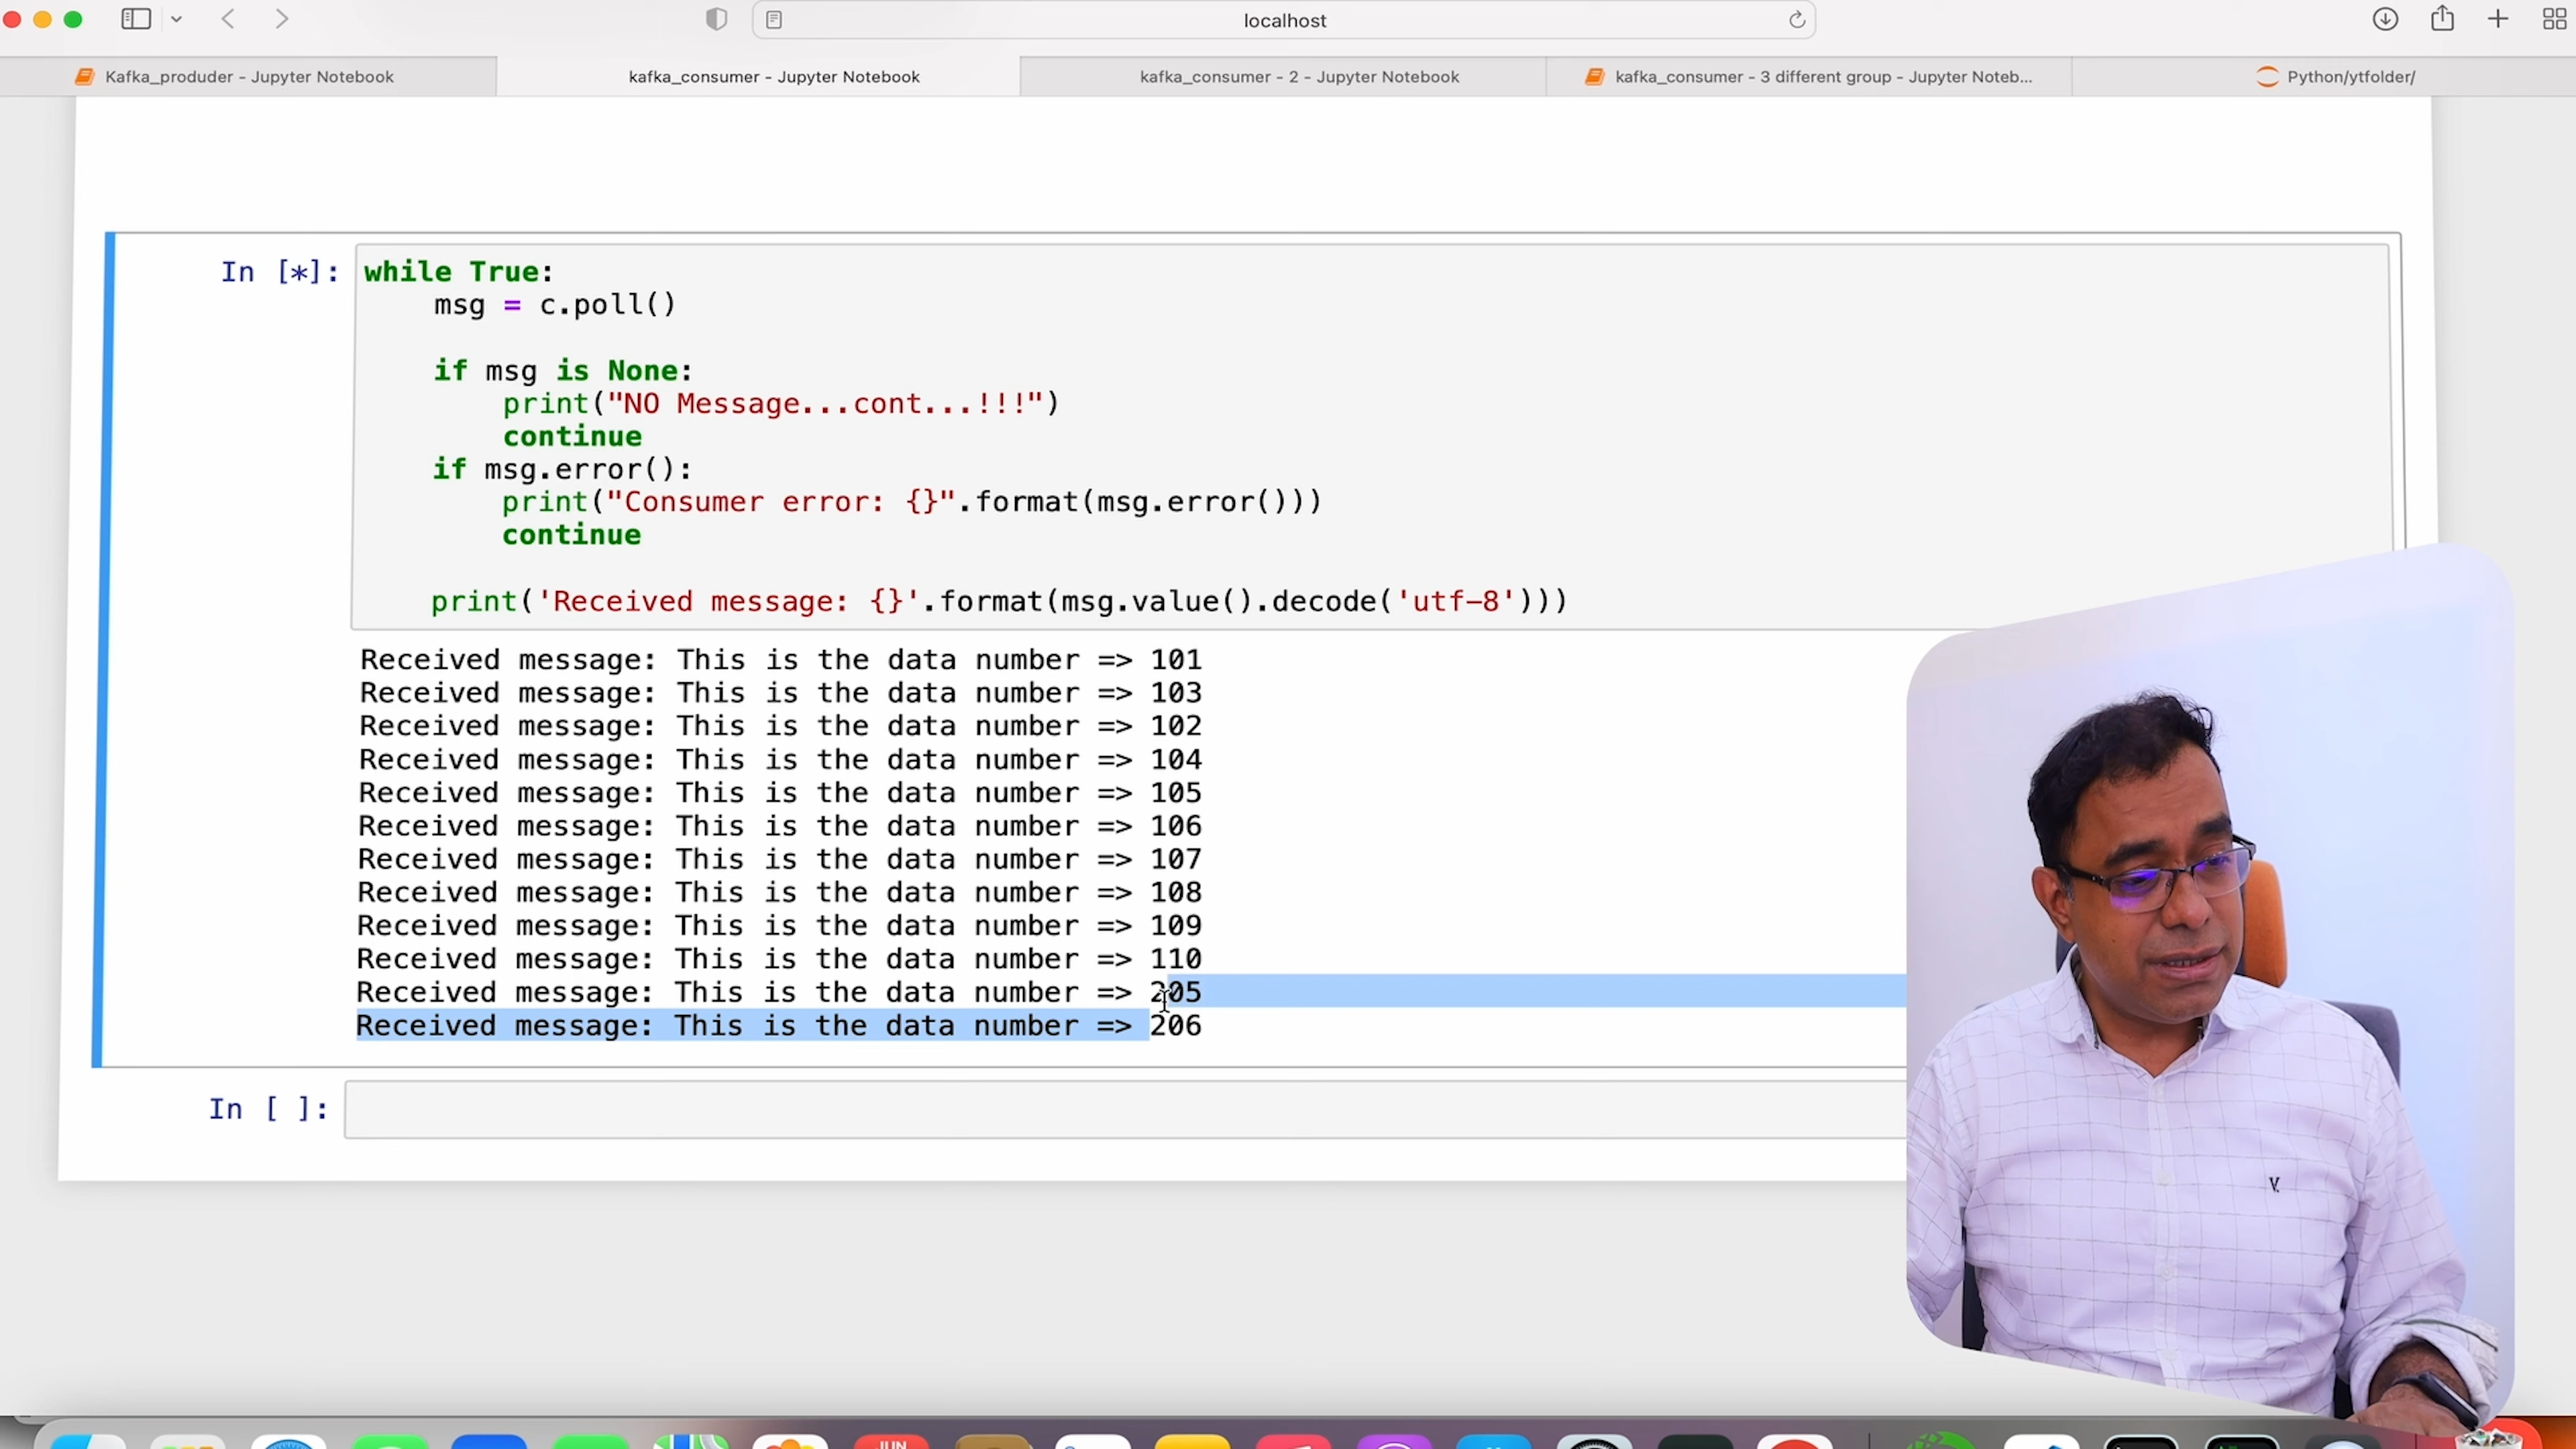 localhost
Kafka_produder - Jupyter Notebook
kafka_consumer - Jupyter Notebook
kafka_consumer - 2 - Jupyter Notebook
kafka_consumer - 3 different group - Jupyter Noteb...
Python/ytfolder/
In [*]:
while True:
    msg = c.poll()
    if msg is None:
        print("NO Message...cont...!!!")
        continue
    if msg.error():
        print("Consumer error: {}".format(msg.error()))
        continue
    print('Received message: {}'.format(msg.value().decode('utf-8')))
Received message: This is the data number => 101
Received message: This is the data number => 103
Received message: This is the data number => 102
Received message: This is the data number => 104
Received message: This is the data number => 105
Received message: This is the data number => 106
Received message: This is the data number => 107
Received message: This is the data number => 108
Received message: This is the data number => 109
Received message: This is the data number => 110
Received message: This is the data number => 205
Received message: This is the data number => 206
In [ ]:
V.
JUN